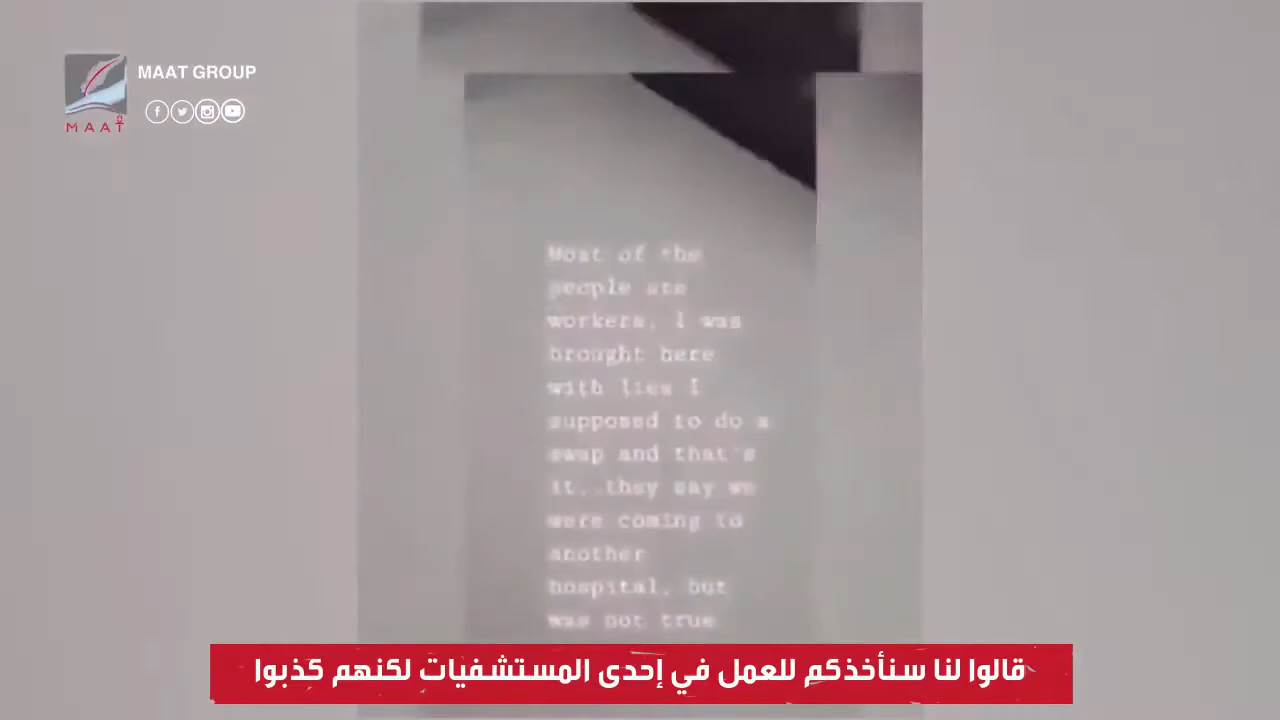 MAAT GROUP
MAAT
Most of the
people are
workers, I was
brought here
with lies I
supposed to do a
swap and that's
it..they say we
were coming to
another
hospital, but
was not true
قالوا لنا سنأخذكم للعمل في إحدى المستشفيات لكنهم كذبوا